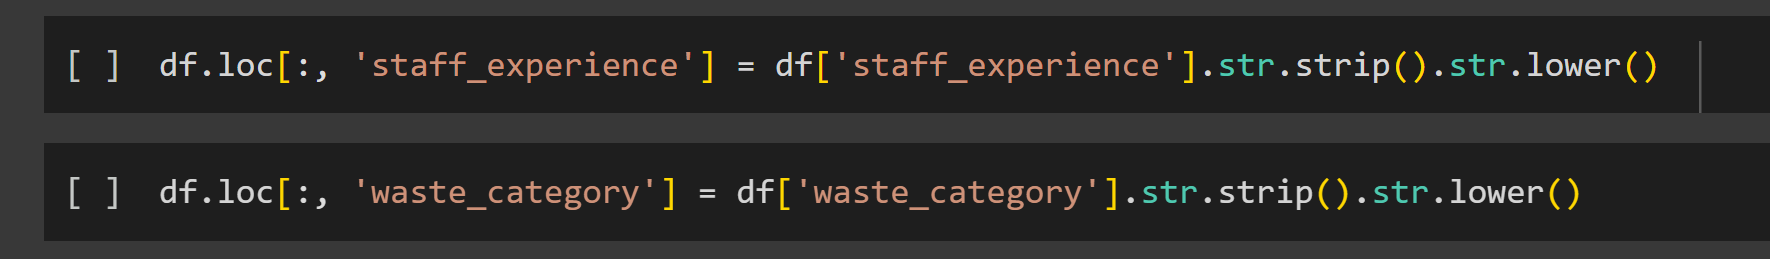 [ ] df.loc[:, 'staff_experience'] = df['staff_experience'].str.strip().str.lower()
[ ] df.loc[:, 'waste_category'] = df['waste_category'].str.strip().str.lower()